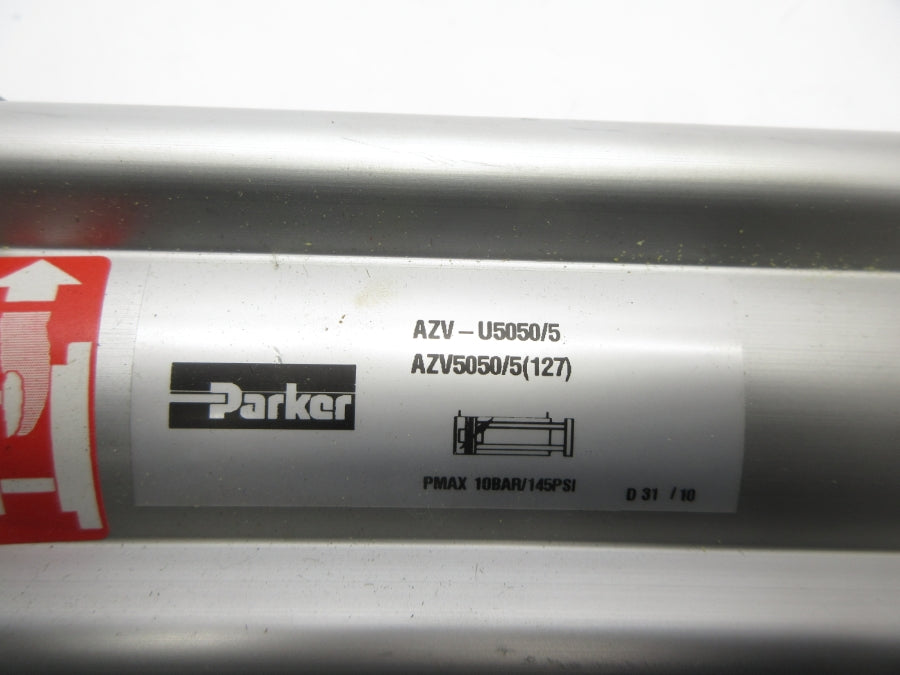 AZV – U5050/5
AZV5050/5(127)
Parker
PMAX 10BAR/145PSI
D 31 / 10